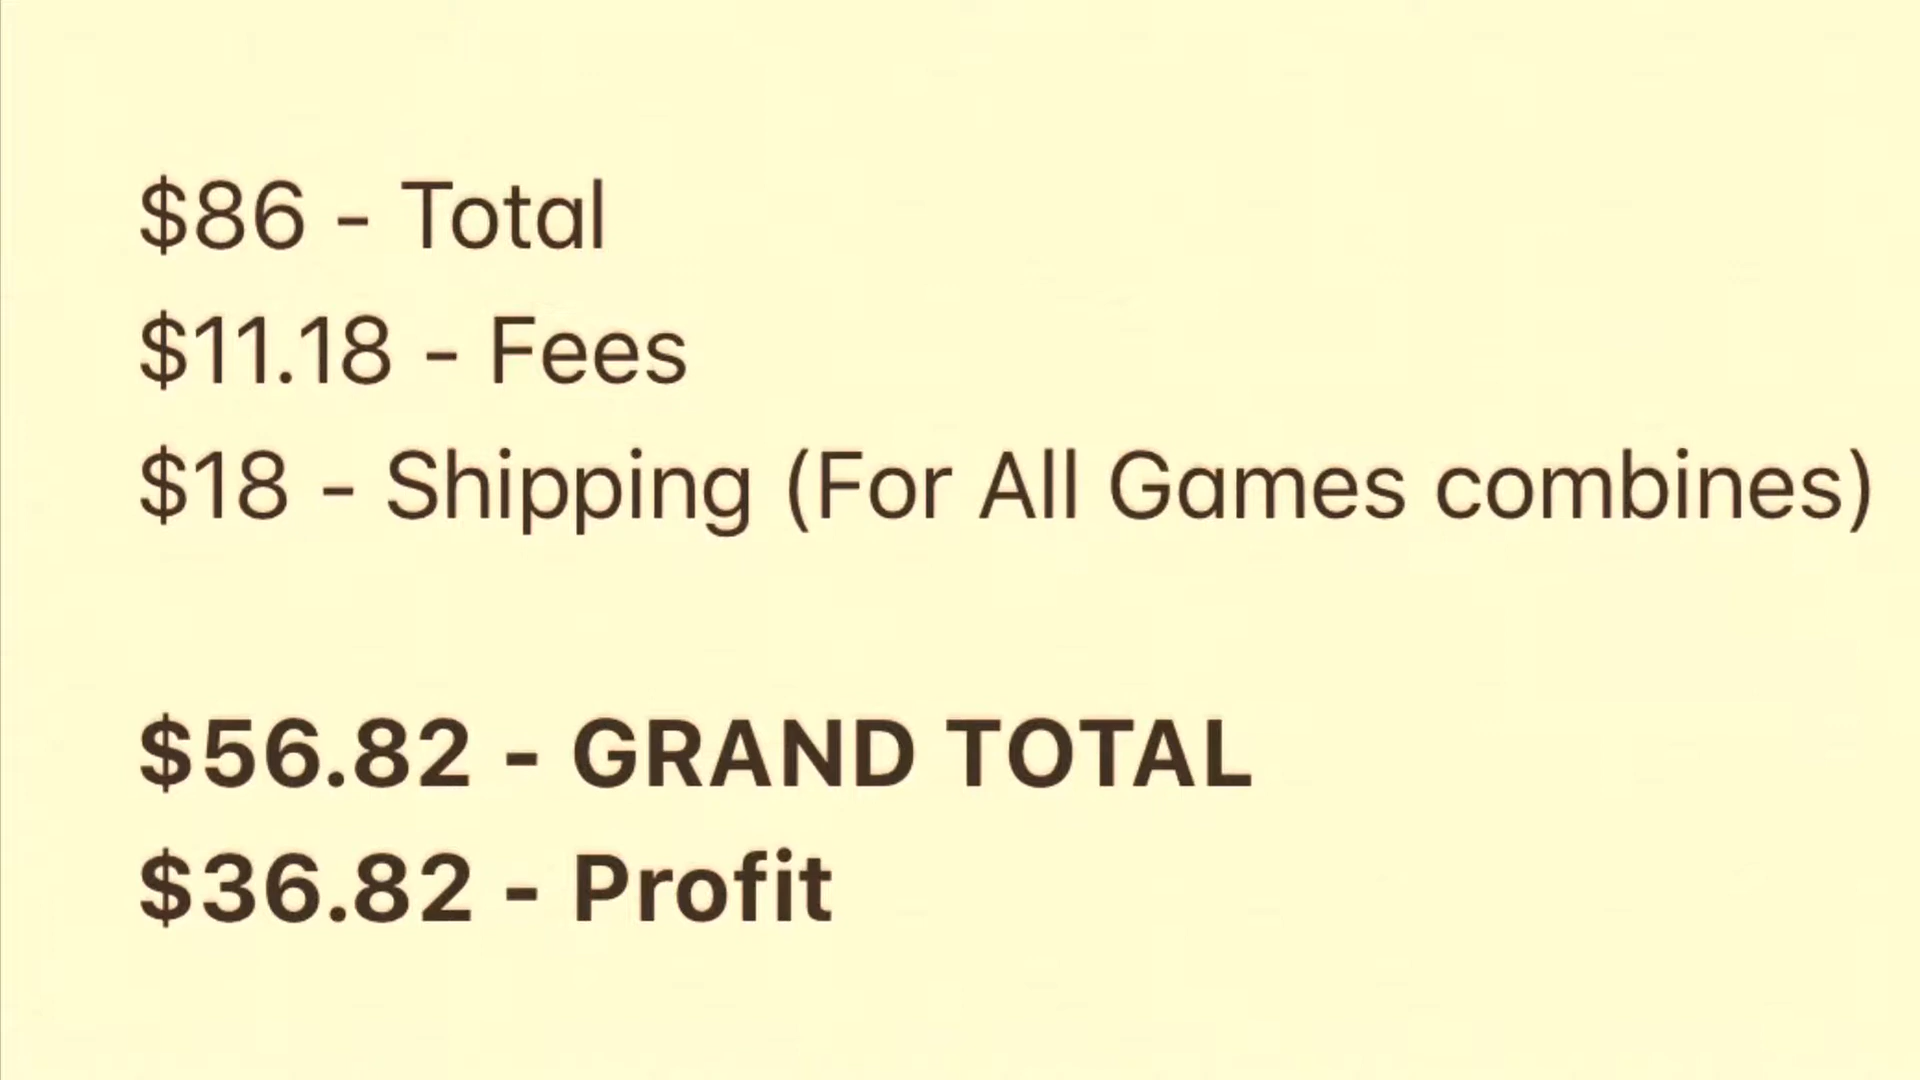 $86 - Total
$11.18 - Fees
$18 - Shipping (For All Games combines)
$56.82 - GRAND TOTAL
$36.82 - Profit